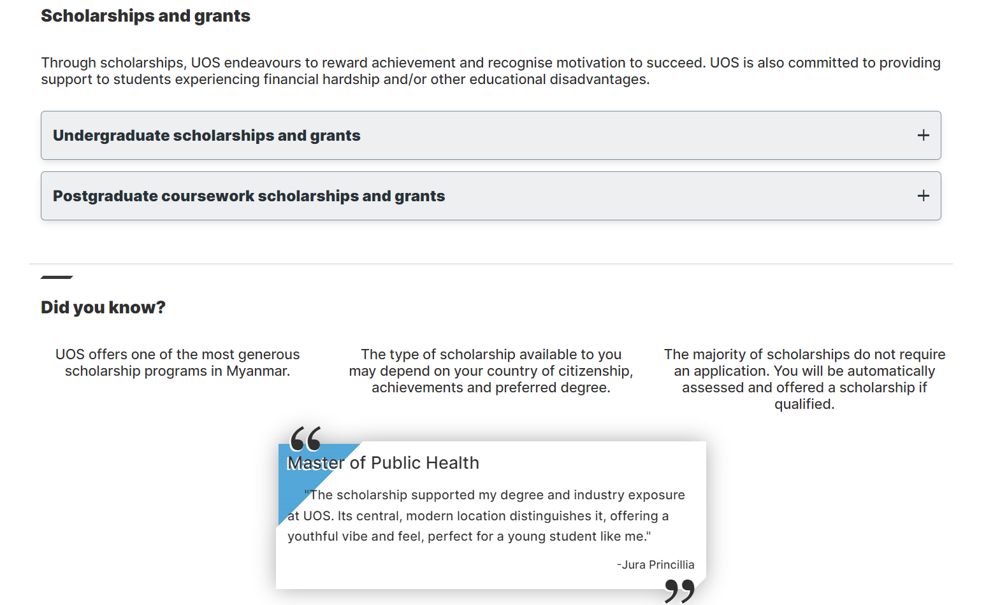 Scholarships and grants
Through scholarships, UOS endeavours to reward achievement and recognise motivation to succeed. UOS is also committed to providing
support to students experiencing financial hardship and/or other educational disadvantages.
Undergraduate scholarships and grants
Postgraduate coursework scholarships and grants
Did you know?
UOS offers one of the most generous
scholarship programs in Myanmar.
The type of scholarship available to you
may depend on your country of citizenship,
achievements and preferred degree.
The majority of scholarships do not require
an application. You will be automatically
assessed and offered a scholarship if
qualified.
Master of Public Health
"The scholarship supported my degree and industry exposure
at UOS. Its central, modern location distinguishes it, offering a
youthful vibe and feel, perfect for a young student like me."
-Jura Princillia